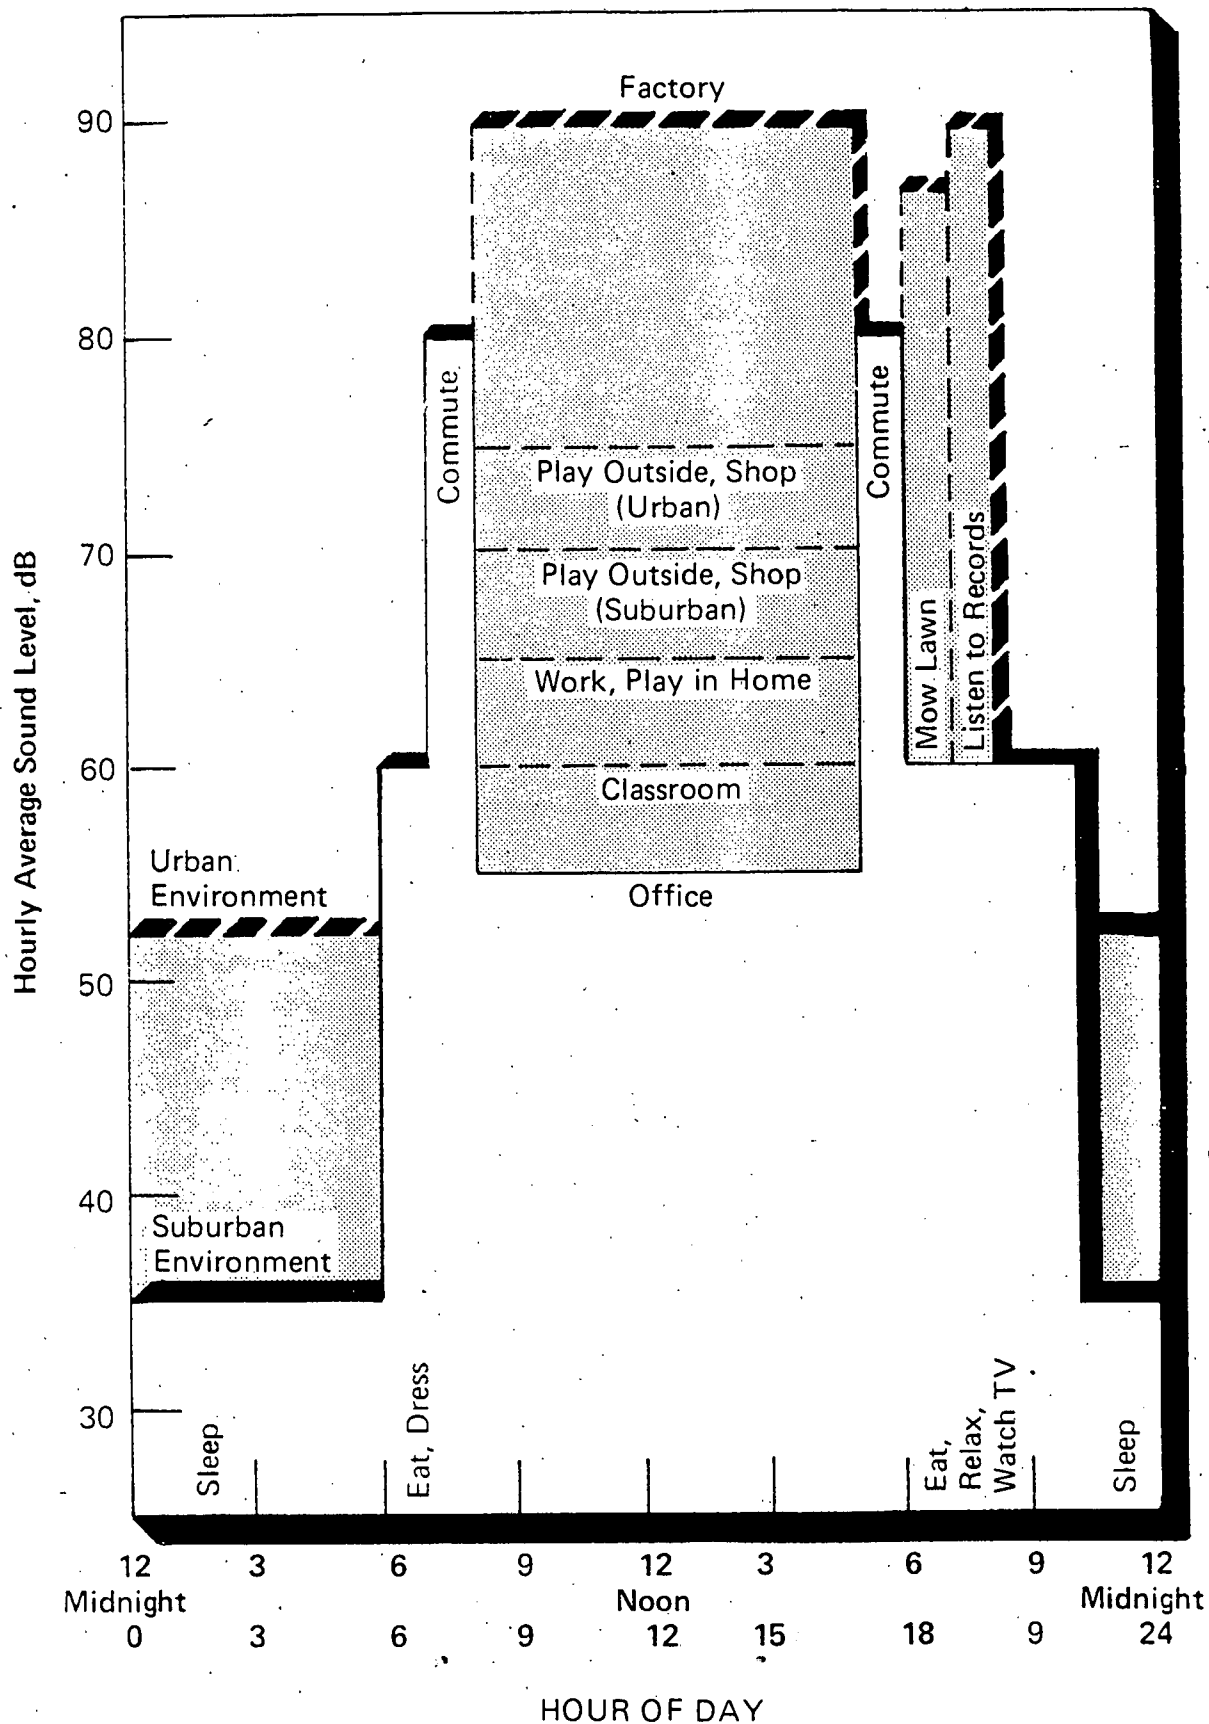 Factory
90
80
Commute
Play Outside, Shop
(Urban)
Commute
70
Play Outside, Shop
(Suburban)
Work, Play in Home
Mow Lawn
Listen to Records
60
Classroom
Office
Urban
Environment
50
40
Suburban
Environment
30
Hourly Average Sound Level, dB
Sleep
Eat, Dress
Eat,
Relax,
Watch TV
Sleep
12 3 6 9 12 3 6 9 12
Midnight Noon Midnight
0 3 6 9 12 15 18 9 24
HOUR OF DAY